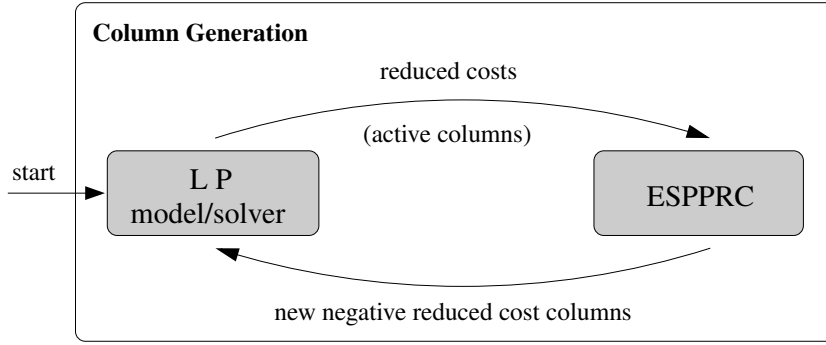 Column Generation
reduced costs
(active columns)
start
L P
model/solver
ESPPRC
new negative reduced cost columns